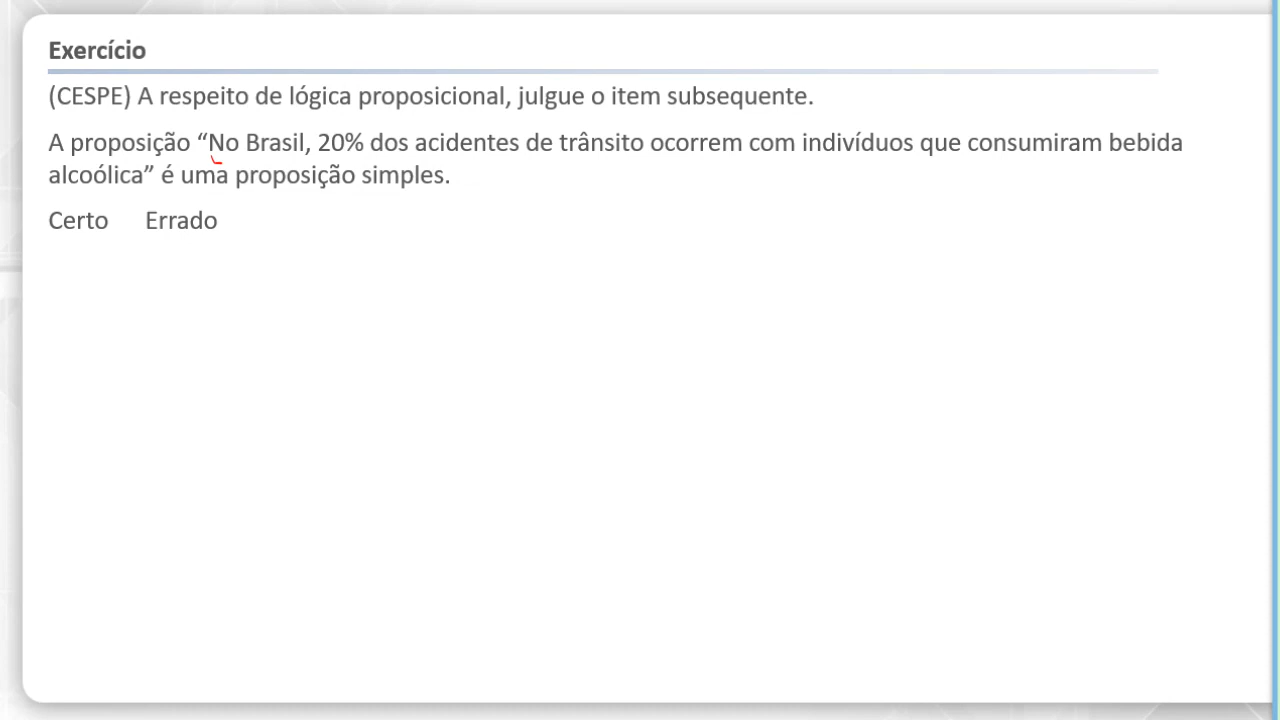 Exercício
(CESPE) A respeito de lógica proposicional, julgue o item subsequente.
A proposição “No Brasil, 20% dos acidentes de trânsito ocorrem com indivíduos que consumiram bebida
alcoólica” é uma proposição simples.
Certo Errado